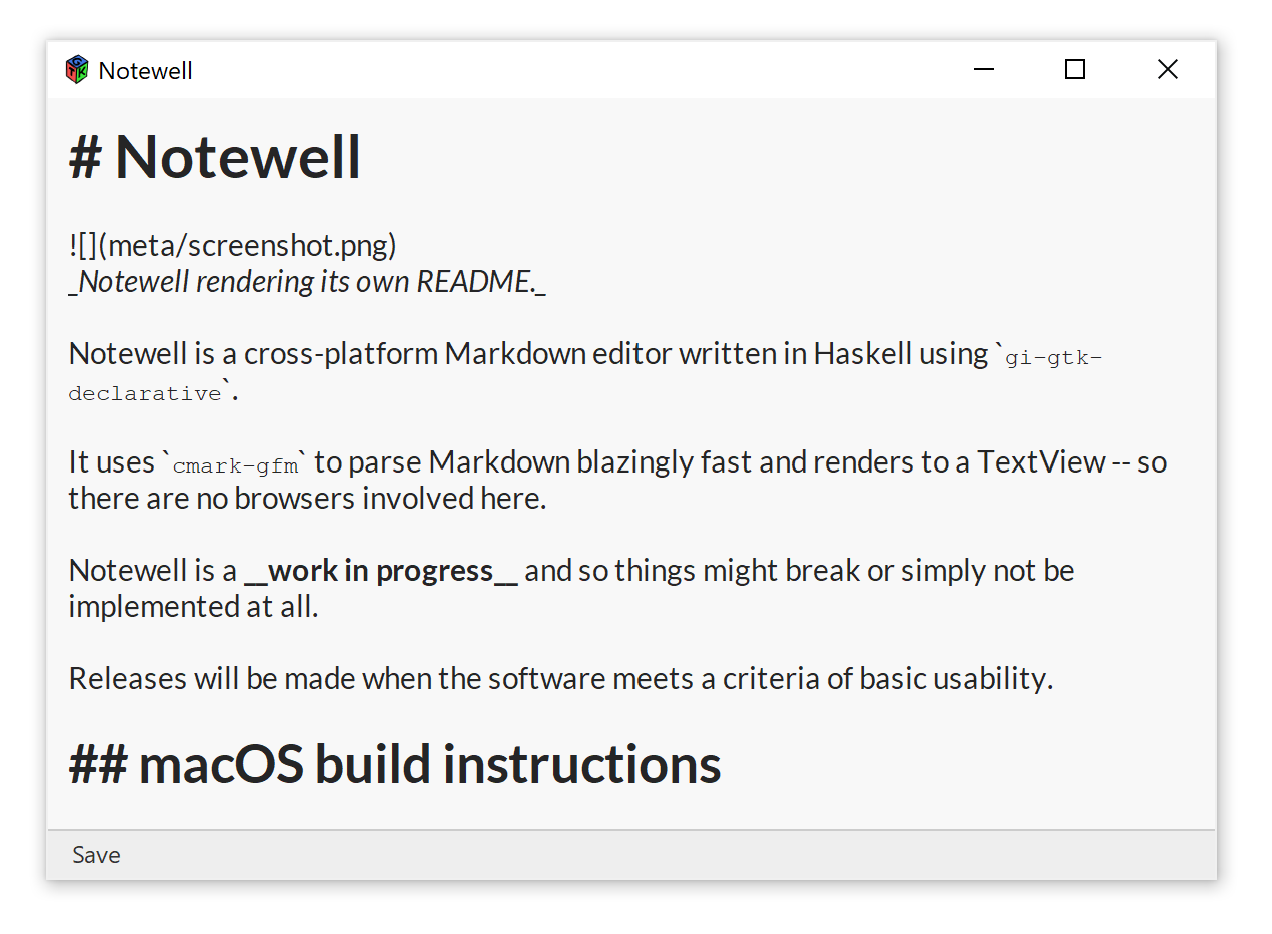 Notewell
# Notewell
![](meta/screenshot.png)
_Notewell rendering its own README._
Notewell is a cross-platform Markdown editor written in Haskell using `gi-gtk-
declarative`.
It uses `cmark-gfm` to parse Markdown blazingly fast and renders to a TextView -- so
there are no browsers involved here.
Notewell is a __work in progress__ and so things might break or simply not be
implemented at all.
Releases will be made when the software meets a criteria of basic usability.
## macOS build instructions
Save